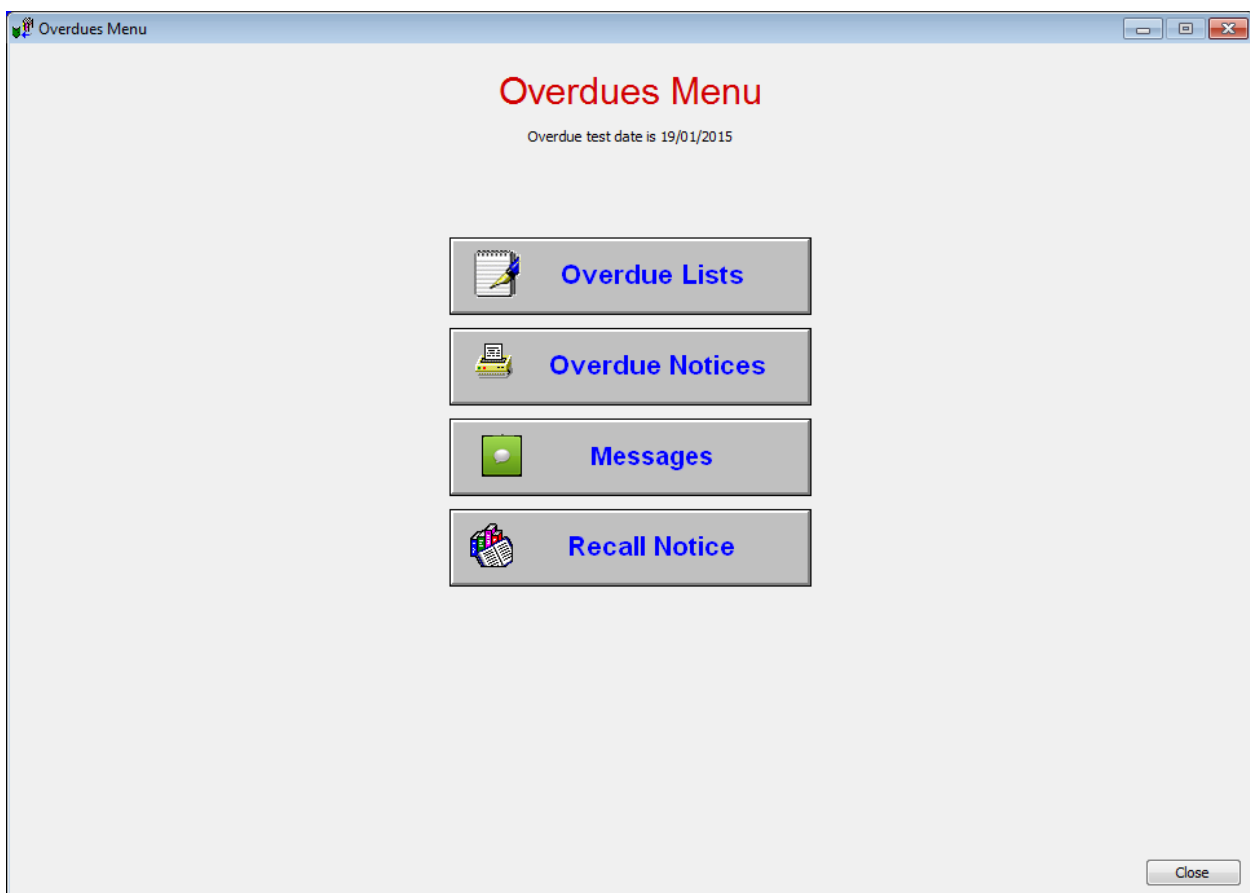 Overdues Menu
Overdues Menu
Overdue test date is 19/01/2015
Overdue Lists
Overdue Notices
Messages
Recall Notice
Close